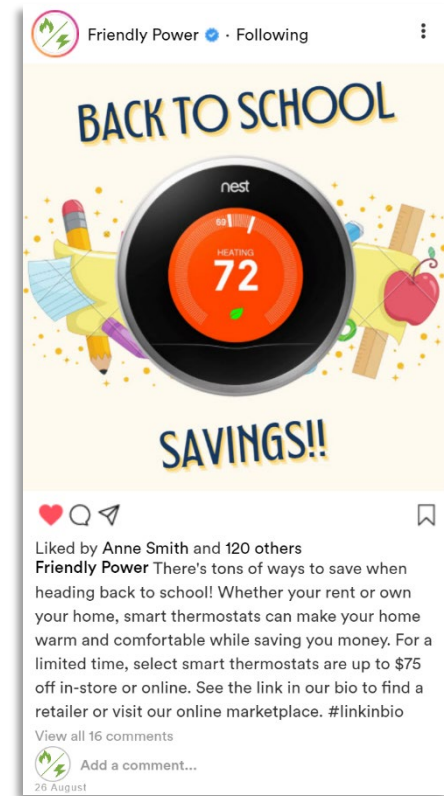 Friendly Power · Following
BACK TO SCHOOL
nest
69
HEATING
72
SAVINGS!!
Liked by Anne Smith and 120 others
Friendly Power There's tons of ways to save when
heading back to school! Whether your rent or own
your home, smart thermostats can make your home
warm and comfortable while saving you money. For a
limited time, select smart thermostats are up to $75
off in-store or online. See the link in our bio to find a
retailer or visit our online marketplace. #linkinbio
View all 16 comments
Add a comment...
26 August